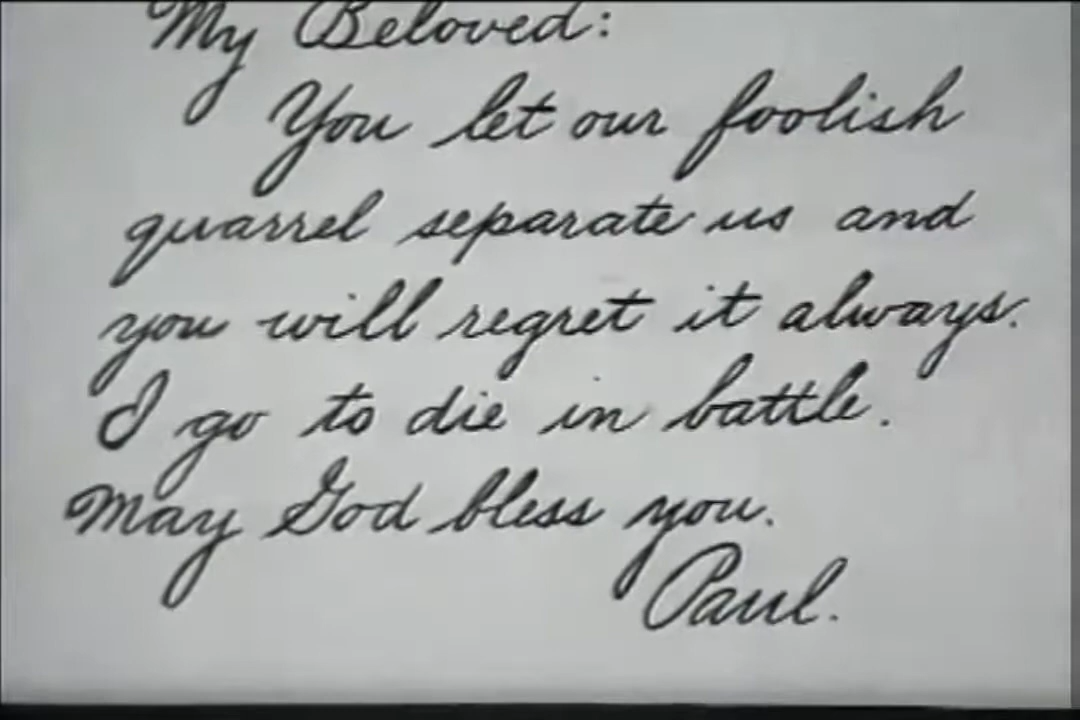 My Beloved:
You let our foolish
quarrel separate us and
you will regret it always.
I go to die in battle.
May God bless you.
Paul.